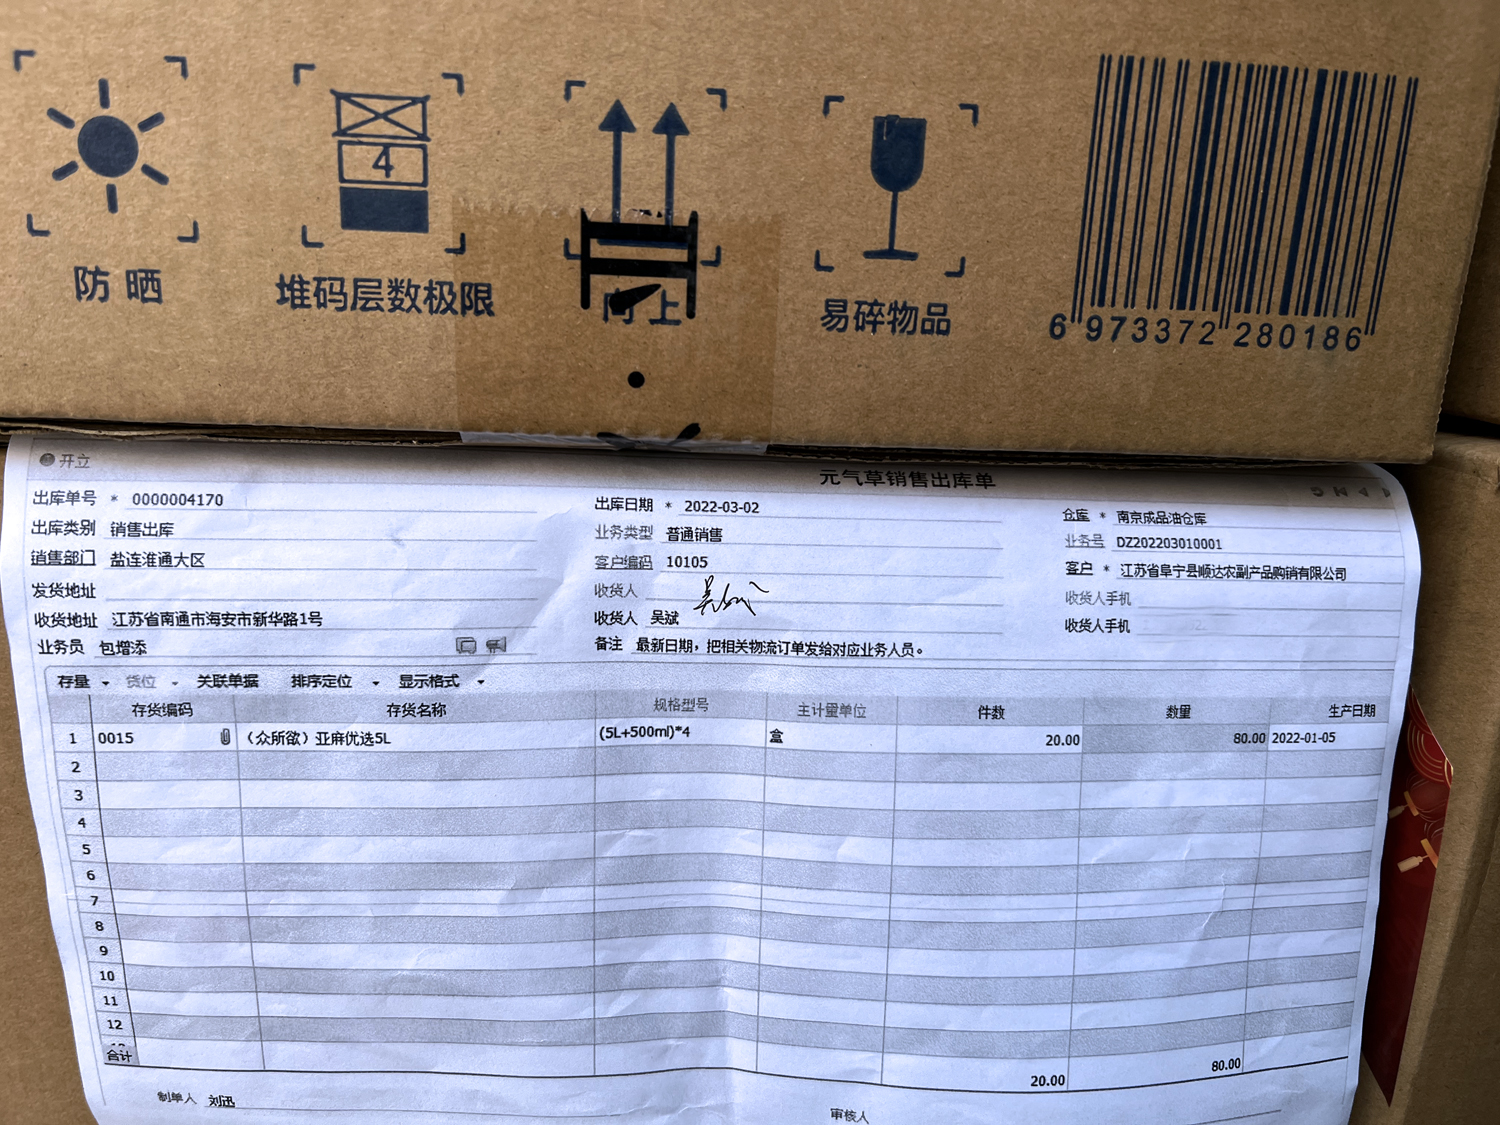 4
防晒
堆码层数极限
向上
易碎物品
6 973372 280186
开立
元气草销售出库单
出库单号 * 0000004170
出库日期 * 2022-03-02
仓库 * 南京成品油仓库
出库类别 销售出库
业务类型 普通销售
业务号 DZ202203010001
销售部门 盐连淮通大区
客户编码 10105
客户 * 江苏省阜宁县顺达农副产品购销有限公司
发货地址
收货人
收货人手机
收货地址 江苏省南通市海安市新华路1号
收货人 吴斌
收货人手机
业务员 包增添
备注 最新日期，把相关物流订单发给对应业务人员。
存量 货位 关联单据 排序定位 显示格式
存货编码 存货名称 规格型号 主计量单位 件数 数量 生产日期
1 0015 （众所欲）亚麻优选5L (5L+500ml)*4 盒 20.00 80.00 2022-01-05
2
3
4
5
6
7
8
9
10
11
12
合计 20.00 80.00
制单人 刘迅
审核人